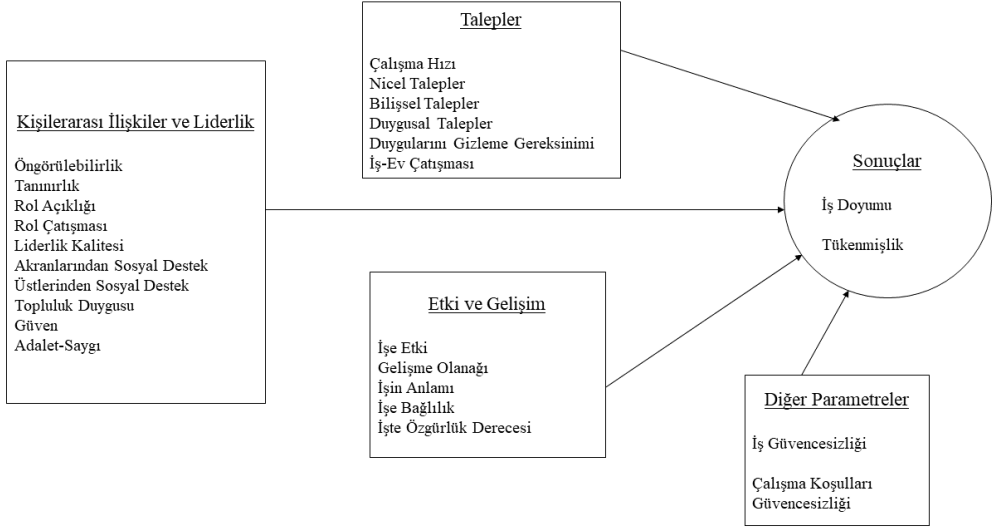 Talepler
Çalışma Hızı
Nicel Talepler
Bilişsel Talepler
Duygusal Talepler
Duygularını Gizleme Gereksinimi
İş-Ev Çatışması
Kişilerarası İlişkiler ve Liderlik
Öngörülebilirlik
Tanınırlık
Rol Açıklığı
Rol Çatışması
Liderlik Kalitesi
Akranlarından Sosyal Destek
Üstlerinden Sosyal Destek
Topluluk Duygusu
Güven
Adalet-Saygı
Sonuçlar
İş Doyumu
Tükenmişlik
Etki ve Gelişim
İşe Etki
Gelişme Olanağı
İşin Anlamı
İşe Bağlılık
İşte Özgürlük Derecesi
Diğer Parametreler
İş Güvencesizliği
Çalışma Koşulları
Güvencesizliği